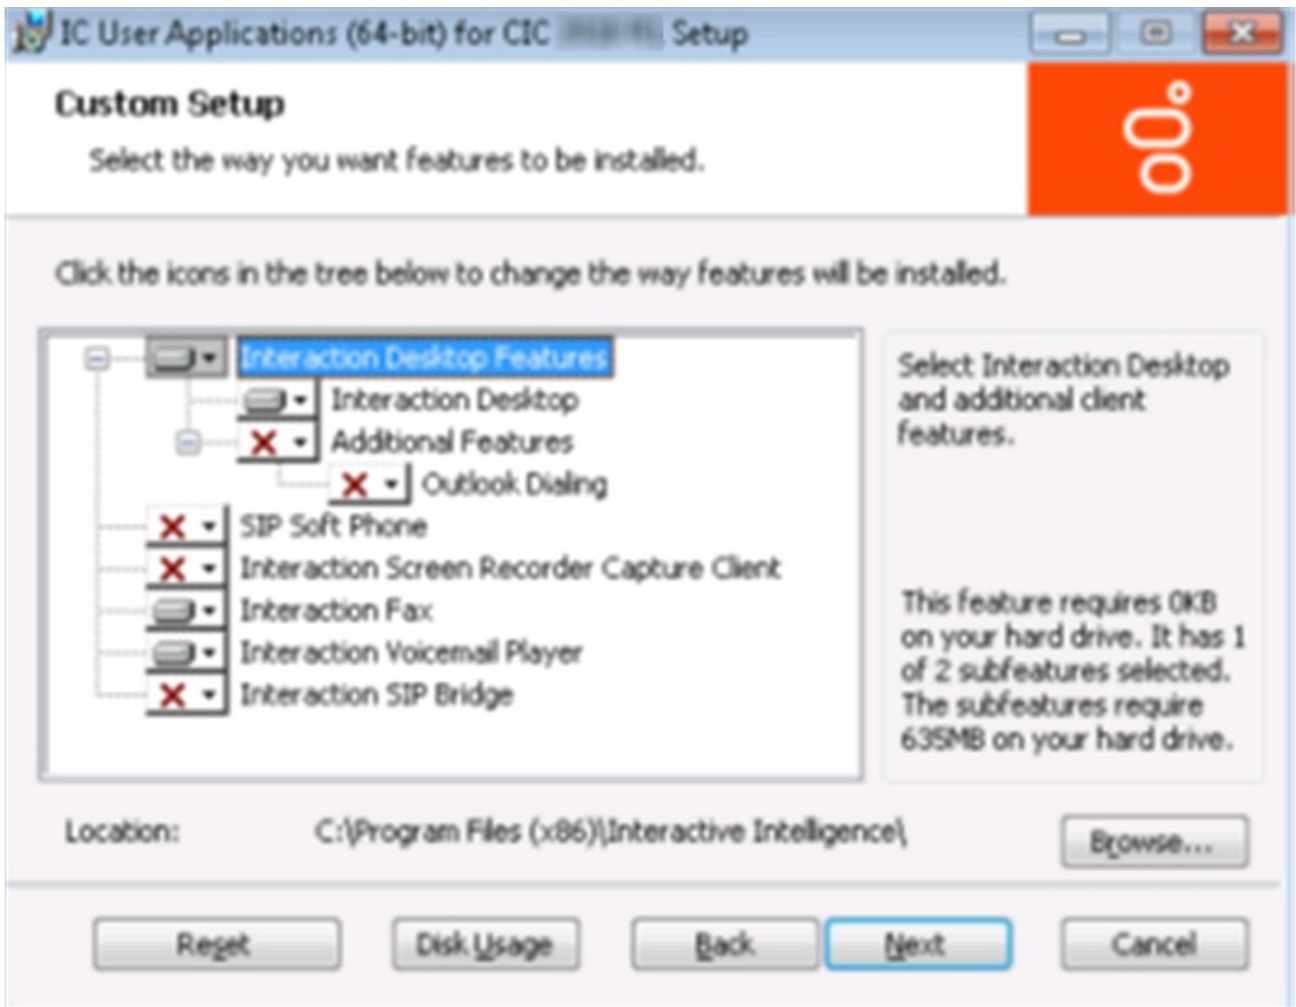 IC User Applications (64-bit) for CIC Setup
Custom Setup
Select the way you want features to be installed.
Click the icons in the tree below to change the way features will be installed.
Interaction Desktop Features
Interaction Desktop
Additional Features
Outlook Dialing
SIP Soft Phone
Interaction Screen Recorder Capture Client
Interaction Fax
Interaction Voicemail Player
Interaction SIP Bridge
Select Interaction Desktop
and additional client
features.
This feature requires 0KB
on your hard drive. It has 1
of 2 subfeatures selected.
The subfeatures require
635MB on your hard drive.
Location: C:\Program Files (x86)\Interactive Intelligence\
Browse...
Reset Disk Usage Back Next Cancel